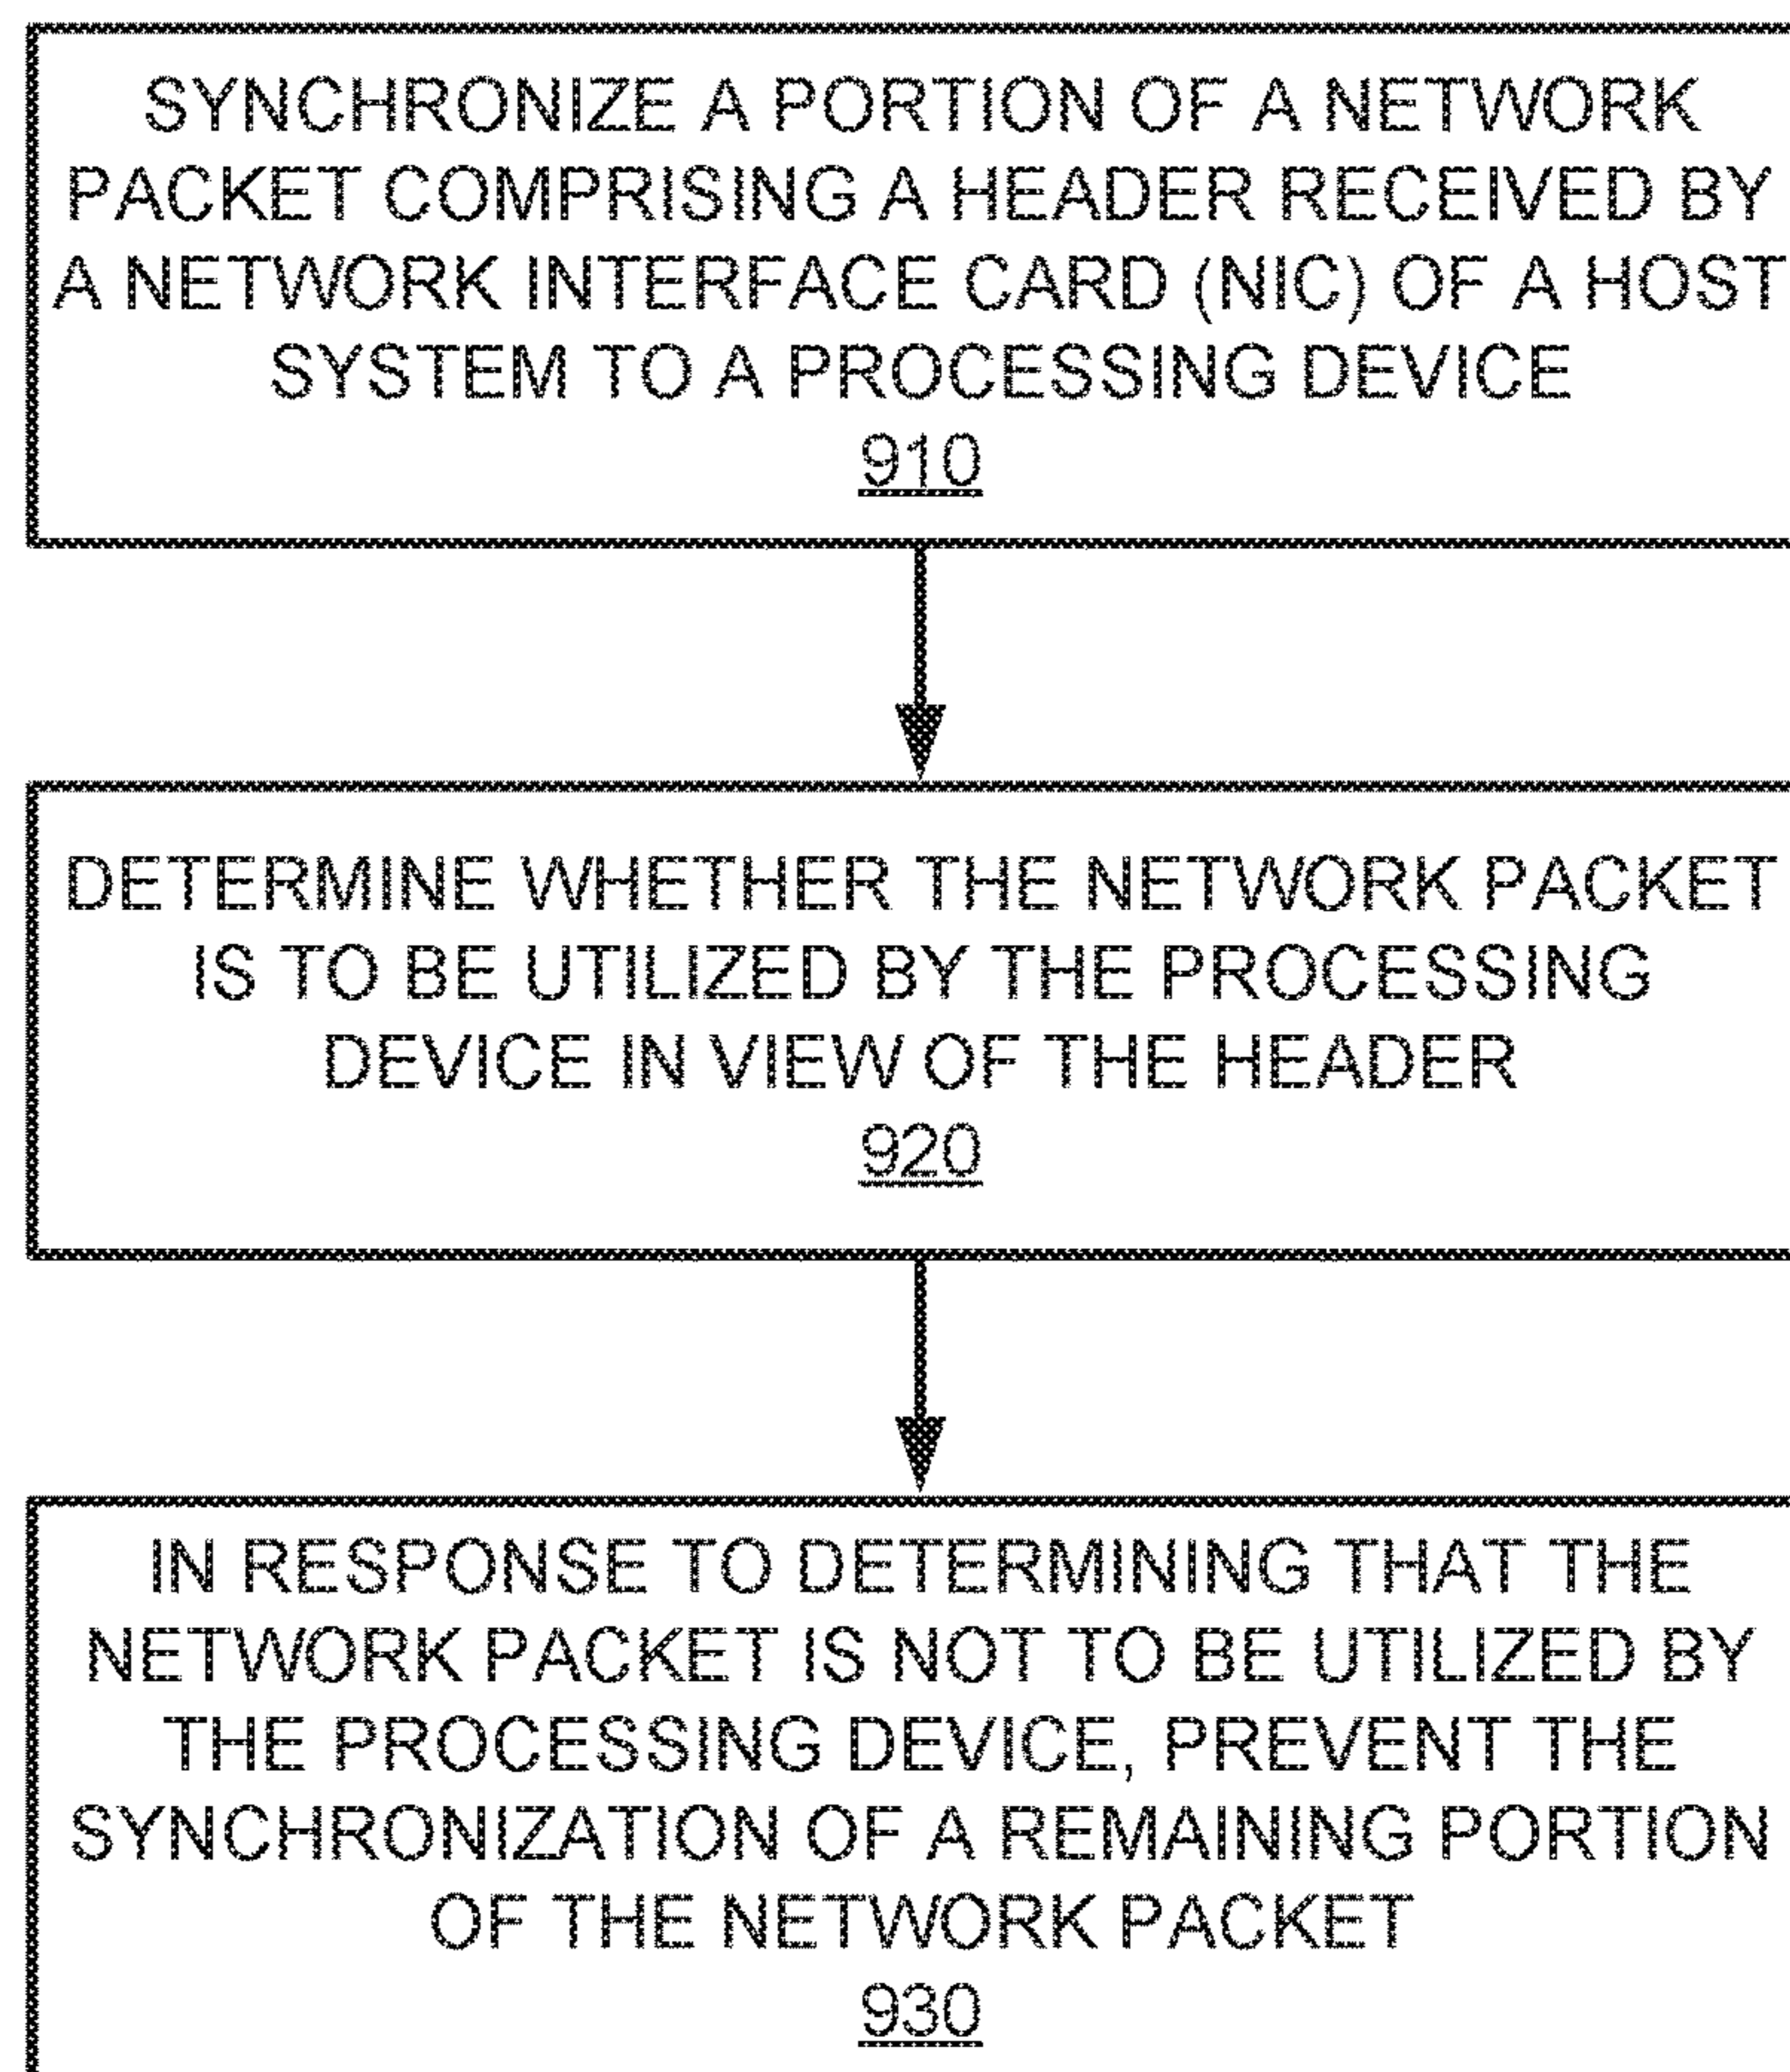 SYNCHRONIZE A PORTION OF A NETWORK
PACKET COMPRISING A HEADER RECEIVED BY
A NETWORK INTERFACE CARD (NIC) OF A HOST
SYSTEM TO A PROCESSING DEVICE
910
DETERMINE WHETHER THE NETWORK PACKET
IS TO BE UTILIZED BY THE PROCESSING
DEVICE IN VIEW OF THE HEADER
920
IN RESPONSE TO DETERMINING THAT THE
NETWORK PACKET IS NOT TO BE UTILIZED BY
THE PROCESSING DEVICE, PREVENT THE
SYNCHRONIZATION OF A REMAINING PORTION
OF THE NETWORK PACKET
930